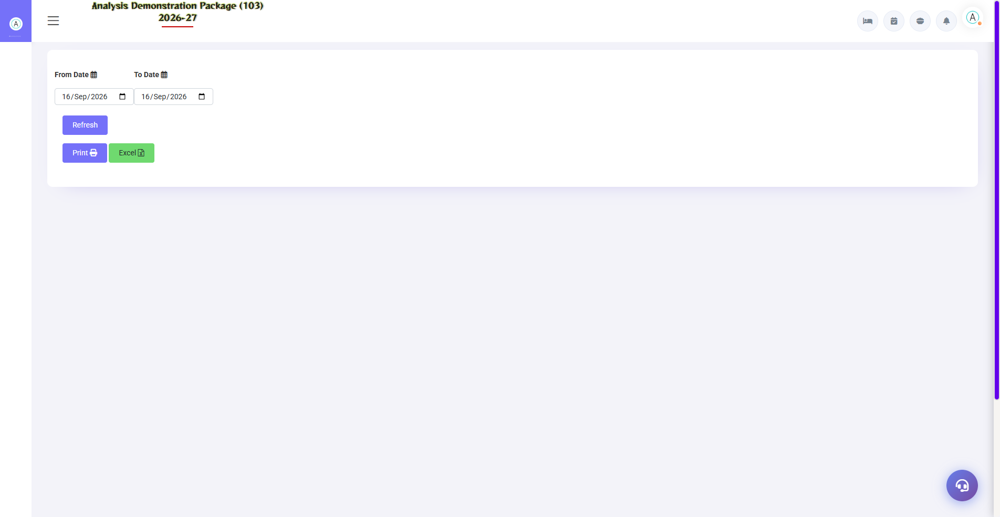 Analysis Demonstration Package (103)
2026-27
A
A
From Date
To Date
16/Sep/2026
16/Sep/2026
Refresh
Print
Excel